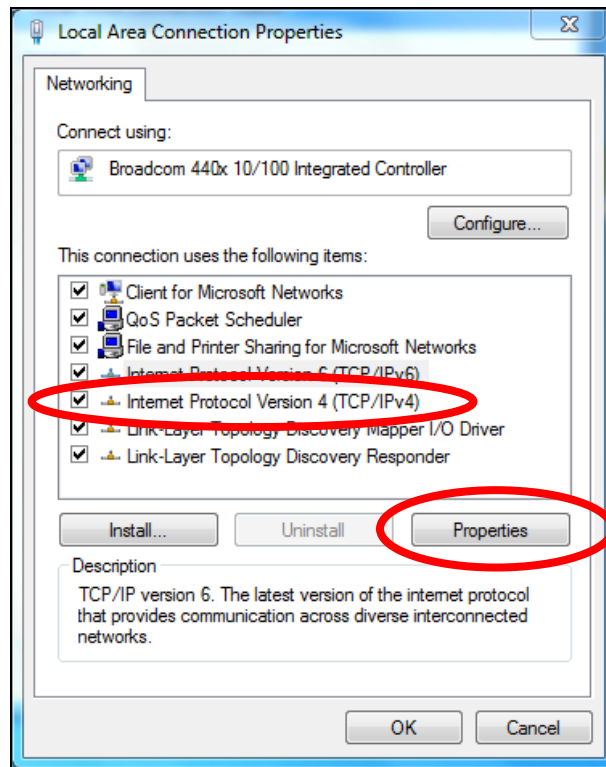 Local Area Connection Properties
Networking
Connect using:
Broadcom 440x 10/100 Integrated Controller
Configure...
This connection uses the following items:
Client for Microsoft Networks
QoS Packet Scheduler
File and Printer Sharing for Microsoft Networks
Internet Protocol Version 6 (TCP/IPv6)
Internet Protocol Version 4 (TCP/IPv4)
Link-Layer Topology Discovery Mapper I/O Driver
Link-Layer Topology Discovery Responder
Install... Uninstall Properties
Description
TCP/IP version 6. The latest version of the internet protocol
that provides communication across diverse interconnected
networks.
OK Cancel